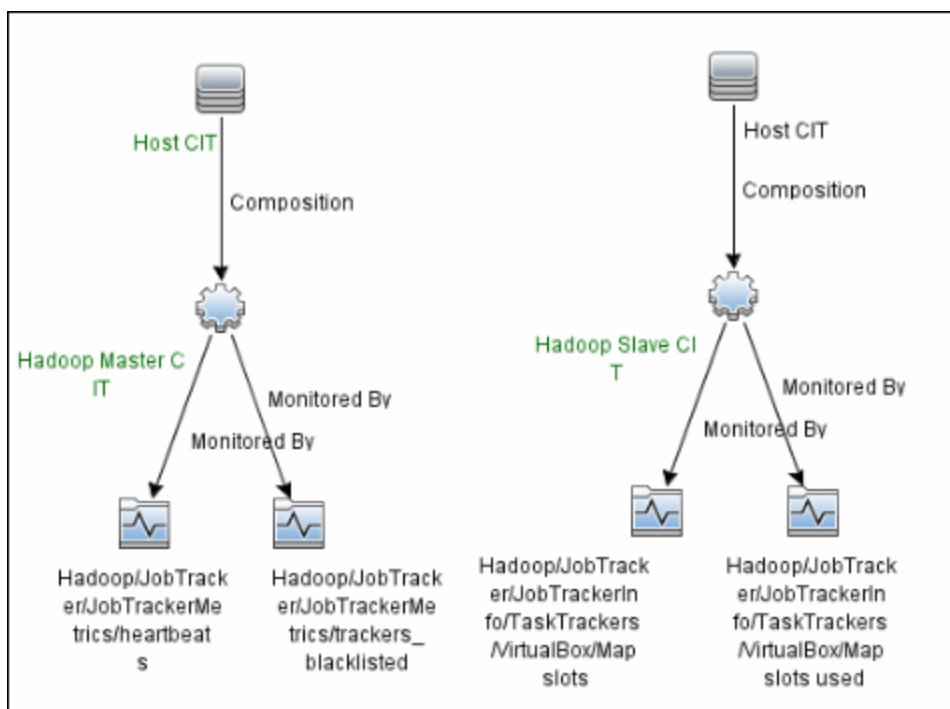 Host CIT
Composition
Hadoop Master C
IT
Monitored By
Monitored By
Hadoop/JobTrack
er/JobTrackerMe
trics/heartbeat
s
Hadoop/JobTrack
er/JobTrackerMe
trics/trackers_
blacklisted
Host CIT
Composition
Hadoop Slave CI
T
Monitored By
Monitored By
Hadoop/JobTrack
er/JobTrackerIn
fo/TaskTrackers
/VirtualBox/Map
slots
Hadoop/JobTrack
er/JobTrackerIn
fo/TaskTrackers
/VirtualBox/Map
slots used